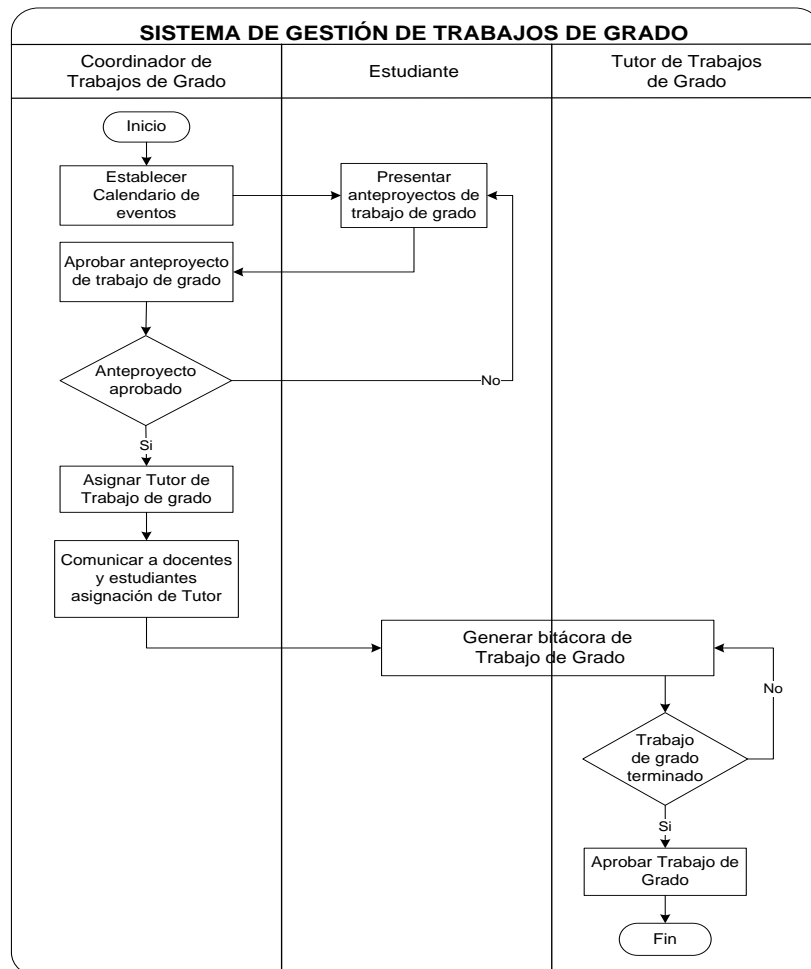 SISTEMA DE GESTIÓN DE TRABAJOS DE GRADO
Coordinador de
Trabajos de Grado
Estudiante
Tutor de Trabajos
de Grado
Inicio
Establecer
Calendario de
eventos
Presentar
anteproyectos de
trabajo de grado
Aprobar anteproyecto
de trabajo de grado
Anteproyecto
aprobado
No
Si
Asignar Tutor de
Trabajo de grado
Comunicar a docentes
y estudiantes
asignación de Tutor
Generar bitácora de
Trabajo de Grado
No
Trabajo
de grado
terminado
Si
Aprobar Trabajo de
Grado
Fin